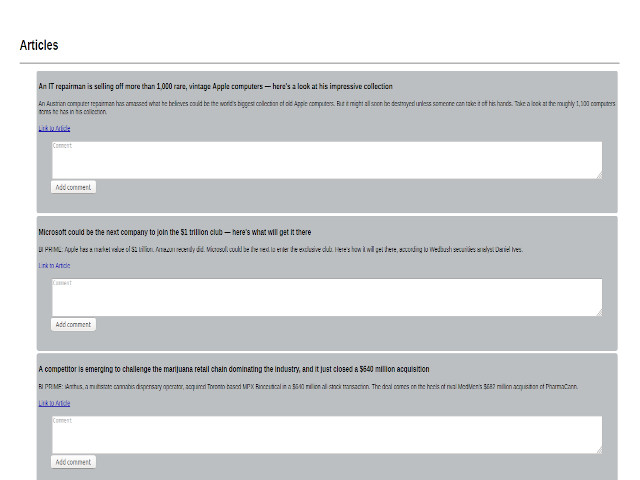 Articles
An IT repairman is selling off more than 1,000 rare, vintage Apple computers — here's a look at his impressive collection
An Austrian computer repairman has amassed what he believes could be the world's biggest collection of old Apple computers. But it might all soon be destroyed unless someone can take it off his hands. Take a look at the roughly 1,100 computers
items he has in his collection.
Link to Article
Comment
Add comment
Microsoft could be the next company to join the $1 trillion club — here's what will get it there
BI PRIME: Apple has a market value of $1 trillion. Amazon recently did. Microsoft could be the next to enter the exclusive club. Here's how it will get there, according to Wedbush securities analyst Daniel Ives.
Link to Article
Comment
Add comment
A competitor is emerging to challenge the marijuana retail chain dominating the industry, and it just closed a $640 million acquisition
BI PRIME: iAnthus, a multistate cannabis dispensary operator, acquired Toronto-based MPX Bioceutical in a $640 million all-stock transaction. The deal comes on the heels of rival MedMen's $682 million acquisition of PharmaCann.
Link to Article
Comment
Add comment